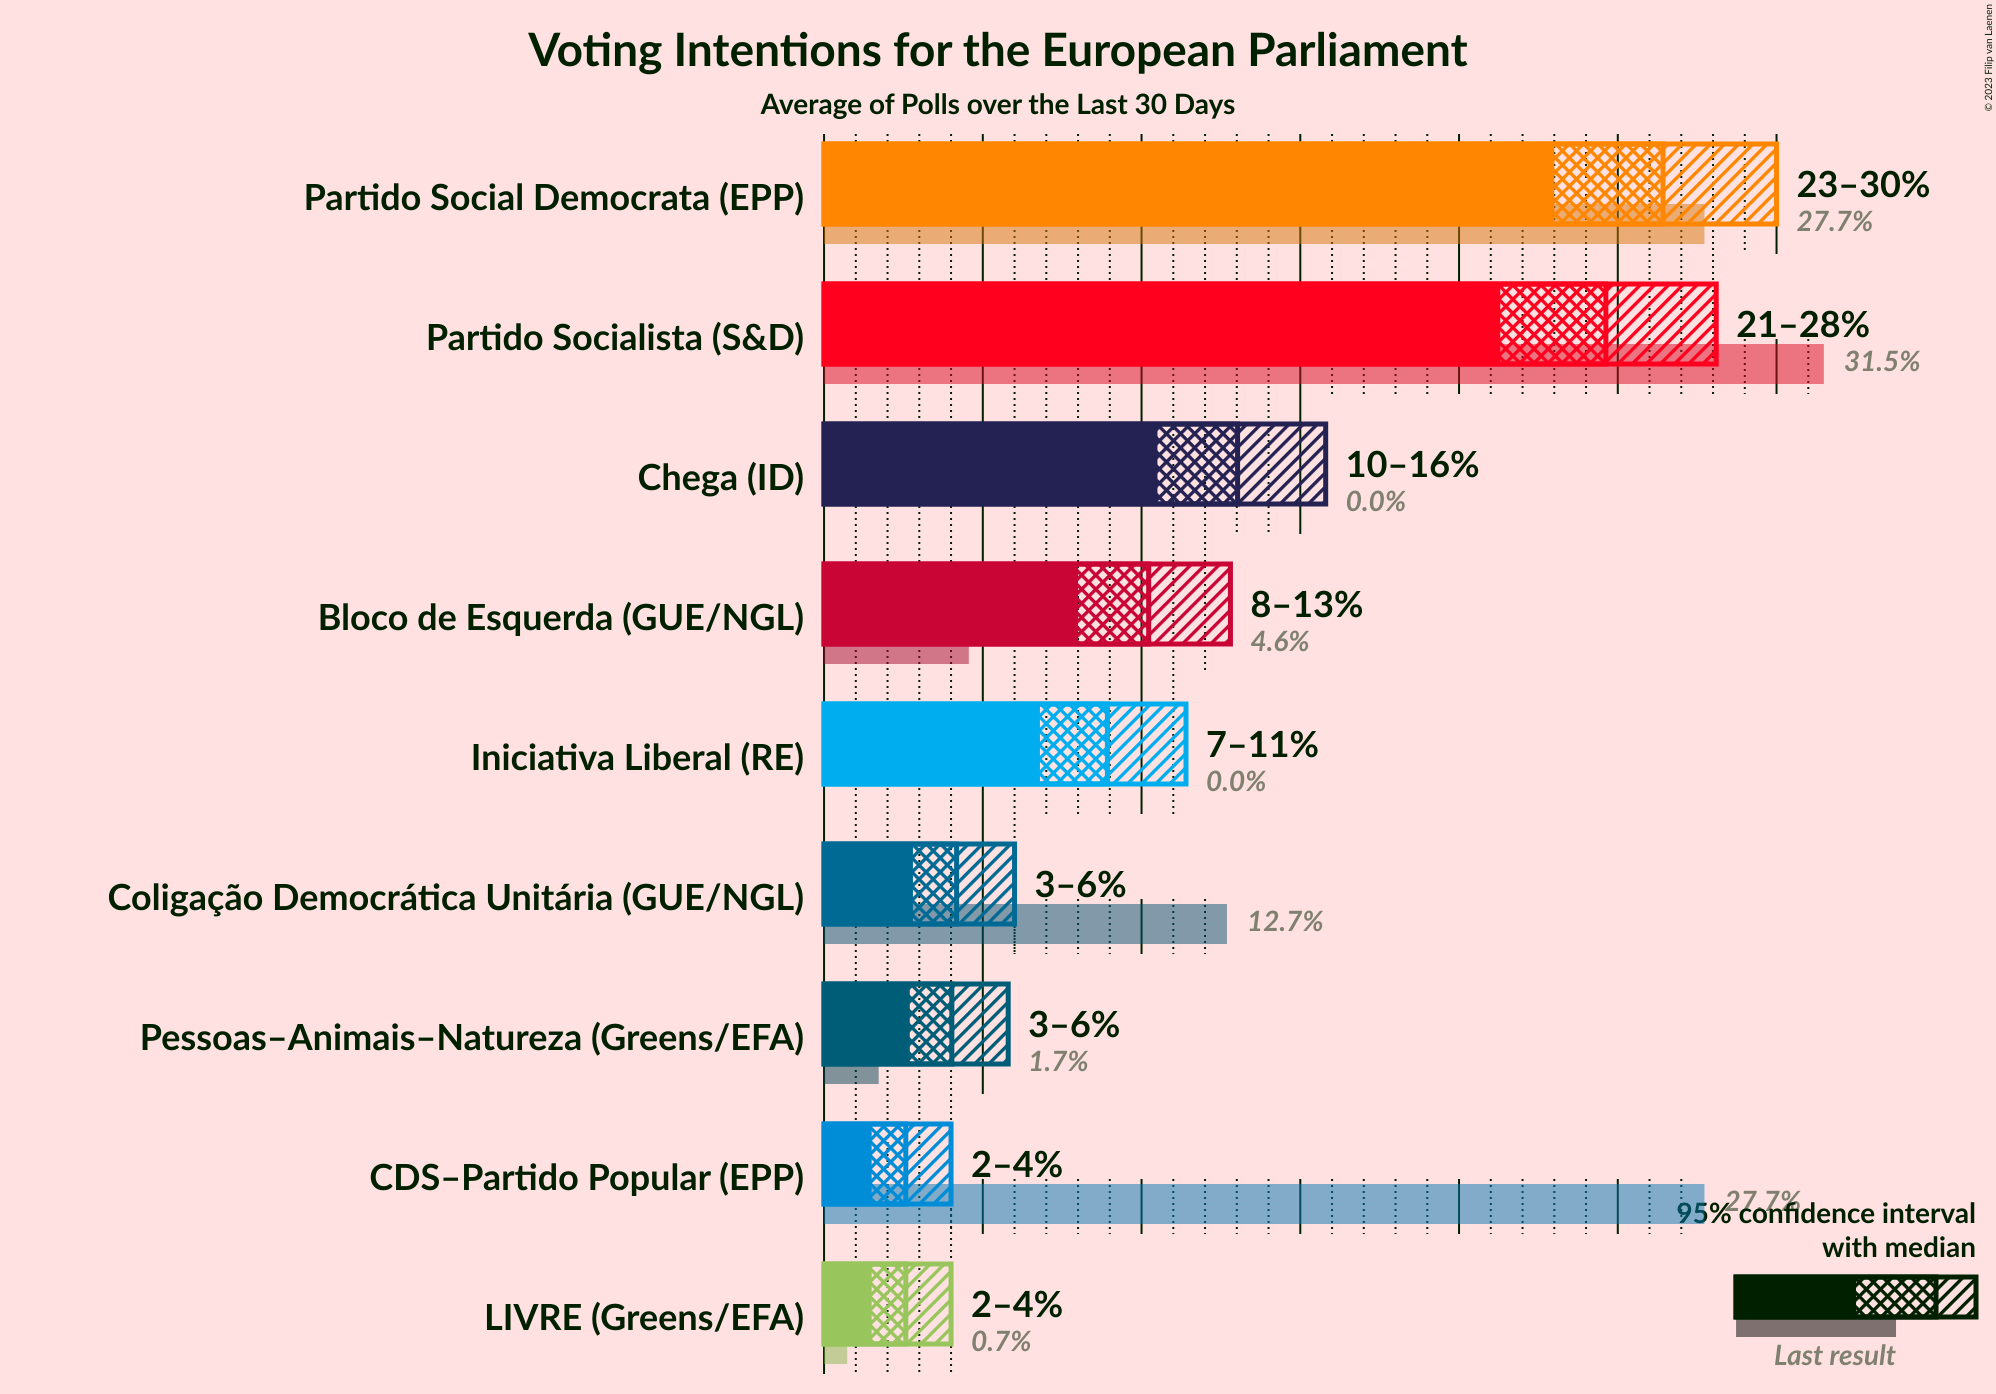 © 2023 Filip van Laenen
Voting Intentions for the European Parliament
Average of Polls over the Last 30 Days
Partido Social Democrata (EPP)
23–30%
27.7%
Partido Socialista (S&D)
21–28%
31.5%
Chega (ID)
10–16%
0.0%
Bloco de Esquerda (GUE/NGL)
8–13%
4.6%
Iniciativa Liberal (RE)
7–11%
0.0%
Coligação Democrática Unitária (GUE/NGL)
3–6%
12.7%
Pessoas–Animais–Natureza (Greens/EFA)
3–6%
1.7%
CDS–Partido Popular (EPP)
2–4%
27.7%
LIVRE (Greens/EFA)
2–4%
0.7%
95% confidence interval
with median
Last result